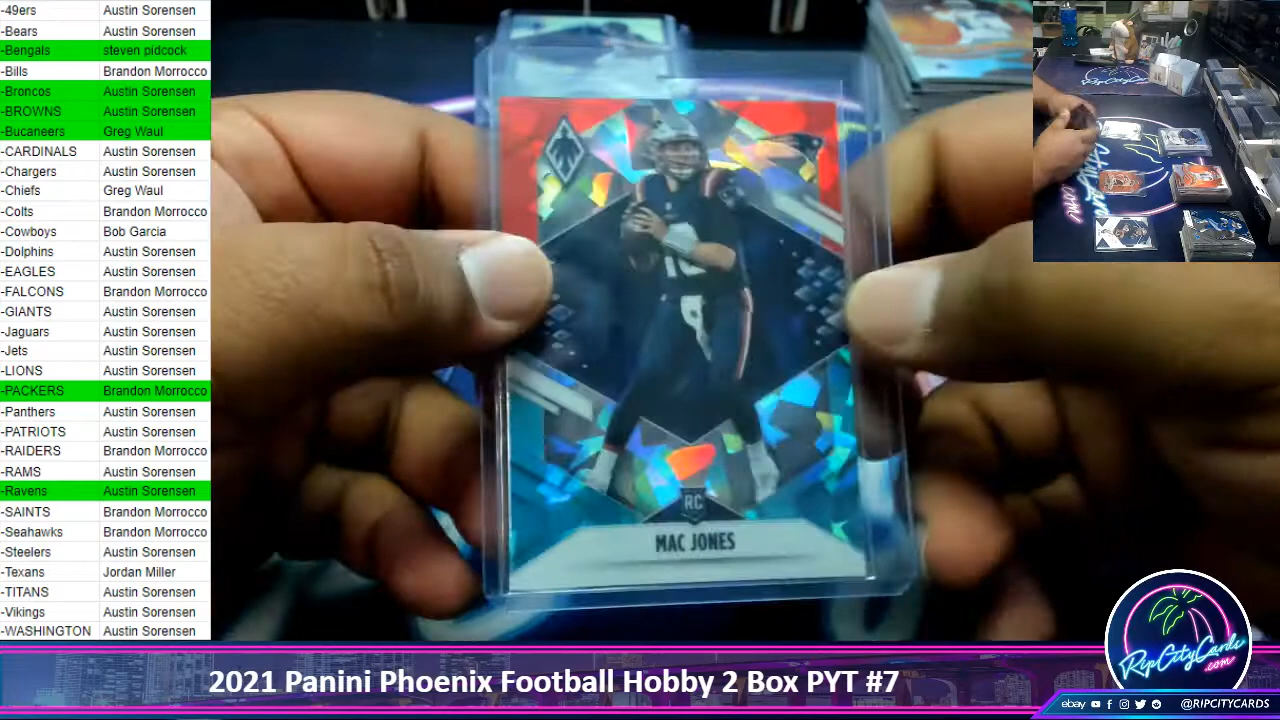 -49ers Austin Sorensen
-Bears Austin Sorensen
-Bengals steven pidcock
-Bills Brandon Morrocco
-Broncos Austin Sorensen
-BROWNS Austin Sorensen
-Bucaneers Greg Waul
-CARDINALS Austin Sorensen
-Chargers Austin Sorensen
-Chiefs Greg Waul
-Colts Brandon Morrocco
-Cowboys Bob Garcia
-Dolphins Austin Sorensen
-EAGLES Austin Sorensen
-FALCONS Brandon Morrocco
-GIANTS Austin Sorensen
-Jaguars Austin Sorensen
-Jets Austin Sorensen
-LIONS Austin Sorensen
-PACKERS Brandon Morrocco
-Panthers Austin Sorensen
-PATRIOTS Austin Sorensen
-RAIDERS Brandon Morrocco
-RAMS Austin Sorensen
-Ravens Austin Sorensen
-SAINTS Brandon Morrocco
-Seahawks Brandon Morrocco
-Steelers Austin Sorensen
-Texans Jordan Miller
-TITANS Austin Sorensen
-Vikings Austin Sorensen
-WASHINGTON Austin Sorensen
10
RC
MAC JONES
2021 Panini Phoenix Football Hobby 2 Box PYT #7
RipCityCards
.com
ebay @RIPCITYCARDS